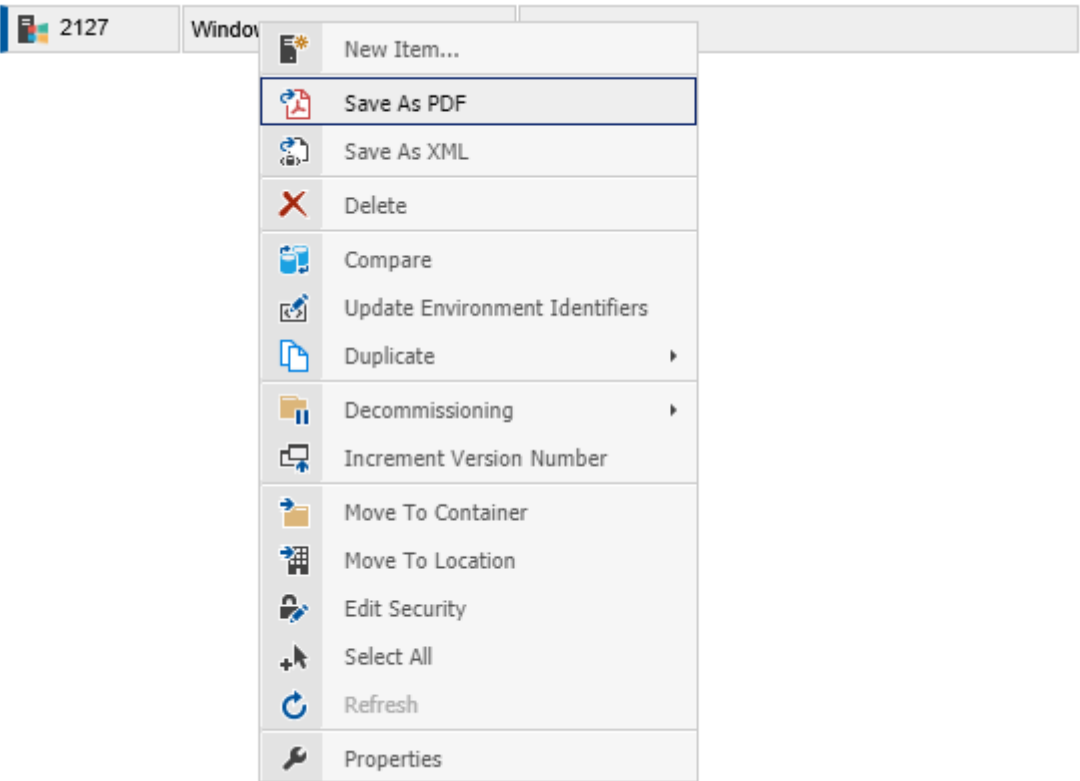 2127
New Item...
Save As PDF
Save As XML
Delete
Compare
Update Environment Identifiers
Duplicate
Decommissioning
Increment Version Number
Move To Container
Move To Location
Edit Security
Select All
Refresh
Properties